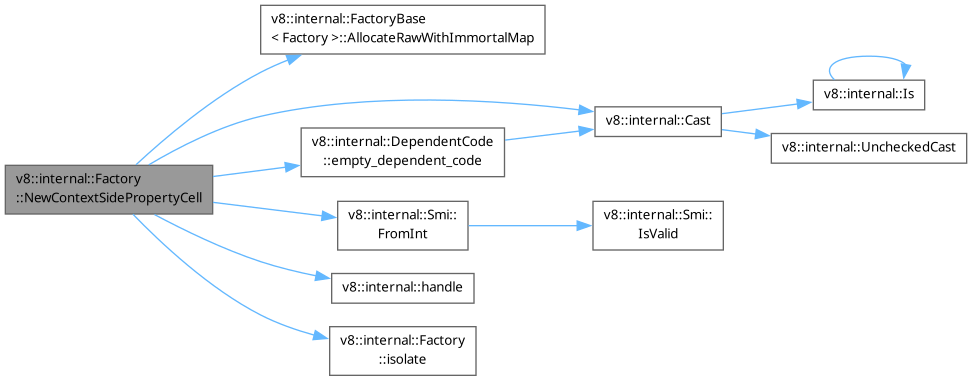 v8::internal::FactoryBase
< Factory >::AllocateRawWithImmortalMap
v8::internal::Is
v8::internal::Cast
v8::internal::DependentCode
::empty_dependent_code
v8::internal::UncheckedCast
v8::internal::Factory
::NewContextSidePropertyCell
v8::internal::Smi::
FromInt
v8::internal::Smi::
IsValid
v8::internal::handle
v8::internal::Factory
::isolate